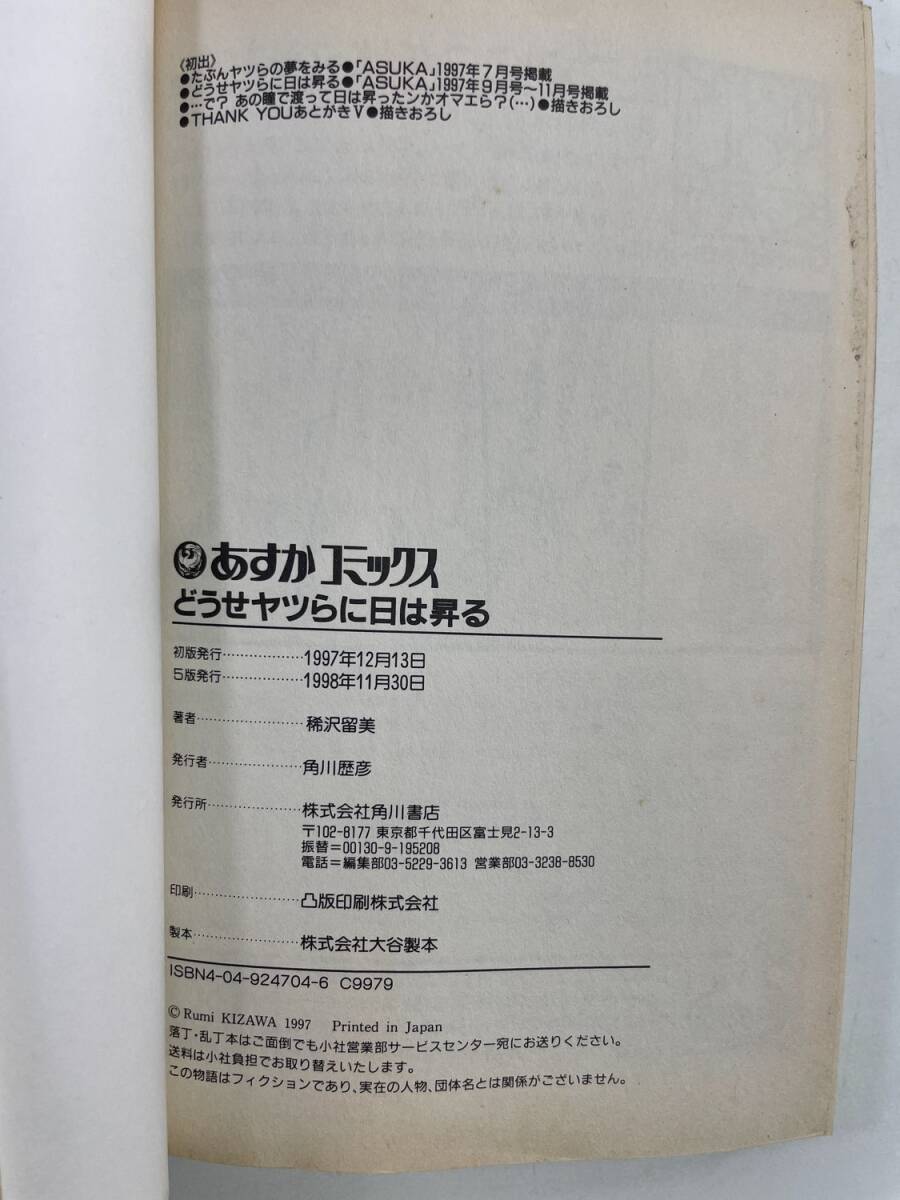 〈初出〉
●たぶんヤツらの夢をみる●「ASUKA」1997年7月号掲載
●どうせヤツらに日は昇る●「ASUKA」1997年9月号〜11月号掲載
●…で? あの瞳で渡って日は昇ったンかオマエら?(…)●描きおろし
●THANK YOUあとがきⅤ●描きおろし
あすかコミックス
どうせヤツらに日は昇る
初版発行………………1997年12月13日
5版発行………………1998年11月30日
著者……………………稀沢留美
発行者…………………角川歴彦
発行所…………………株式会社角川書店
〒102-8177 東京都千代田区富士見2-13-3
振替=00130-9-195208
電話=編集部03-5229-3613 営業部03-3238-8530
印刷……………………凸版印刷株式会社
製本……………………株式会社大谷製本
ISBN4-04-924704-6 C9979
©Rumi KIZAWA 1997 Printed in Japan
落丁・乱丁本はご面倒でも小社営業部サービスセンター宛にお送りください。
送料は小社負担でお取り替えいたします。
この物語はフィクションであり、実在の人物、団体名とは関係がございません。